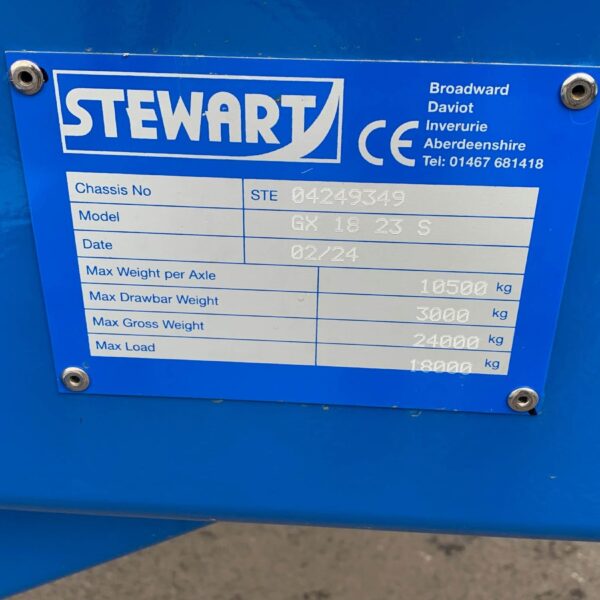 STEWART
CE
Broadward
Daviot
Inverurie
Aberdeenshire
Tel: 01467 681418
Chassis No STE 04249349
Model GX 18 23 S
Date 02/24
Max Weight per Axle 10500 kg
Max Drawbar Weight 3000 kg
Max Gross Weight 24000 kg
Max Load 18000 kg